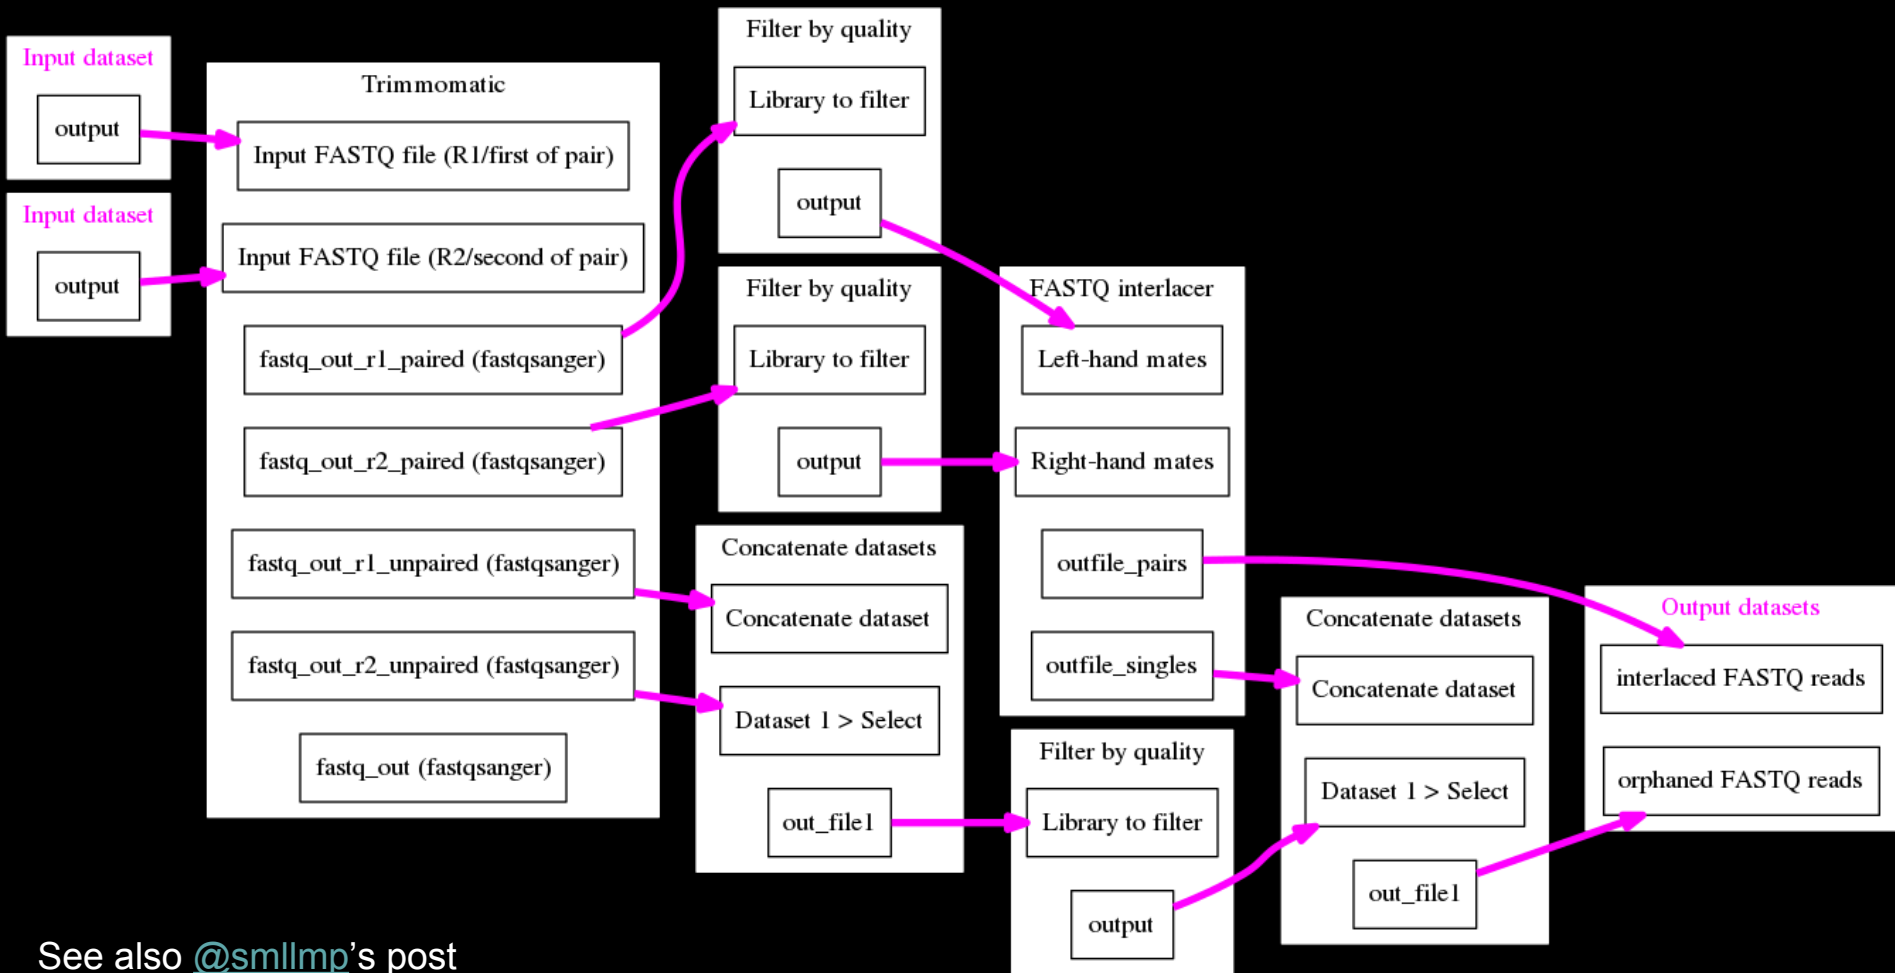 Input dataset
output
Input dataset
output
Trimmomatic
Input FASTQ file (R1/first of pair)
Input FASTQ file (R2/second of pair)
fastq_out_r1_paired (fastqsanger)
fastq_out_r2_paired (fastqsanger)
fastq_out_r1_unpaired (fastqsanger)
fastq_out_r2_unpaired (fastqsanger)
fastq_out (fastqsanger)
Filter by quality
Library to filter
output
Filter by quality
Library to filter
output
Concatenate datasets
Concatenate dataset
Dataset 1 > Select
out_file1
FASTQ interlacer
Left-hand mates
Right-hand mates
outfile_pairs
outfile_singles
Filter by quality
Library to filter
output
Concatenate datasets
Concatenate dataset
Dataset 1 > Select
out_file1
Output datasets
interlaced FASTQ reads
orphaned FASTQ reads
See also @smllmp’s post